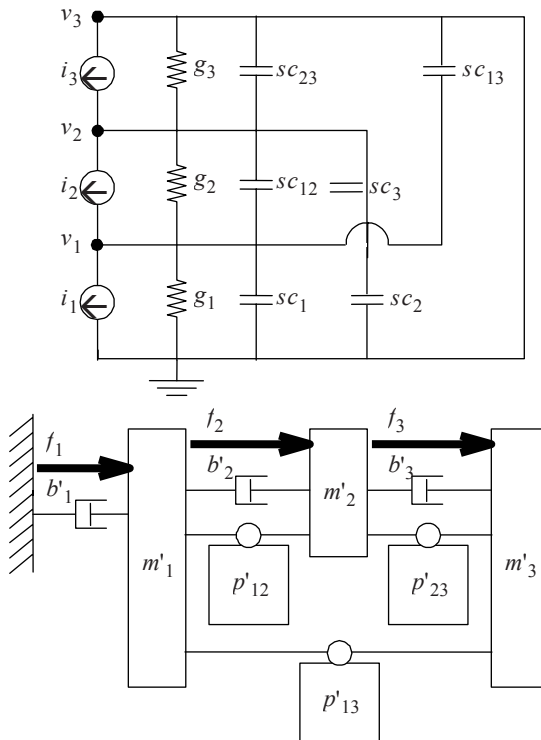 v3
i3 g3 sc23 sc13
v2
i2 g2 sc12 sc3
v1
i1 g1 sc1 sc2
f1 f2 f3
b'1 b'2 b'3
m'1 m'2 m'3
p'12 p'23
p'13